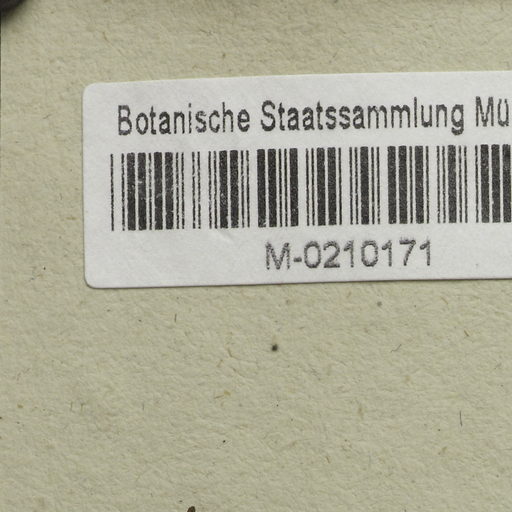 Botanische Staatssammlung Mü
M-0210171